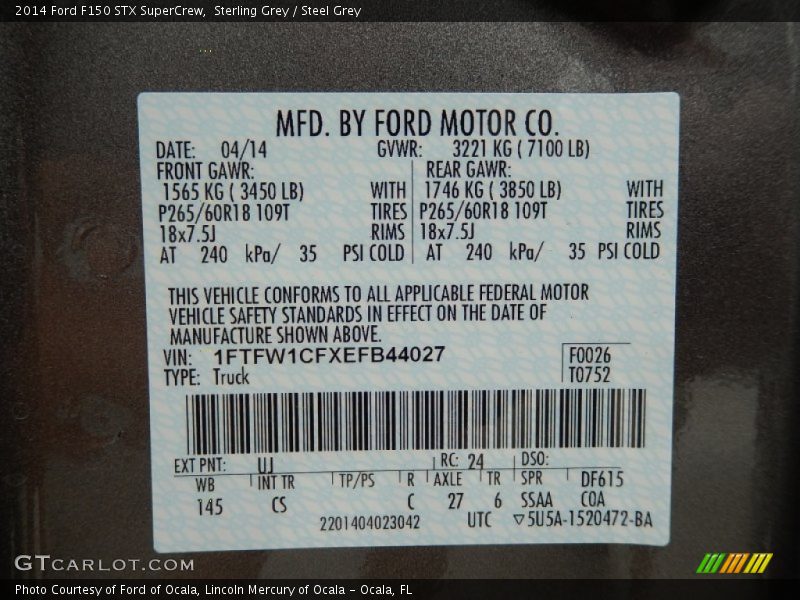 2014 Ford F150 STX SuperCrew,  Sterling Grey / Steel Grey
MFD. BY FORD MOTOR CO.
DATE: 04/14 GVWR: 3221 KG ( 7100 LB)
FRONT GAWR: REAR GAWR:
1565 KG ( 3450 LB) WITH 1746 KG ( 3850 LB) WITH
P265/60R18 109T TIRES P265/60R18 109T TIRES
18x7.5J RIMS 18x7.5J RIMS
AT 240 kPa/ 35 PSI COLD AT 240 kPa/ 35 PSI COLD
THIS VEHICLE CONFORMS TO ALL APPLICABLE FEDERAL MOTOR
VEHICLE SAFETY STANDARDS IN EFFECT ON THE DATE OF
MANUFACTURE SHOWN ABOVE.
VIN: 1FTFW1CFXEFB44027 F0026
TYPE: Truck T0752
EXT PNT: UJ RC: 24 DSO:
WB INT TR TP/PS R AXLE TR SPR DF615
145 CS C 27 6 SSAA COA
2201404023042 UTC ▽5U5A-1520472-BA
GTCARLOT.COM
Photo Courtesy of Ford of Ocala, Lincoln Mercury of Ocala – Ocala, FL